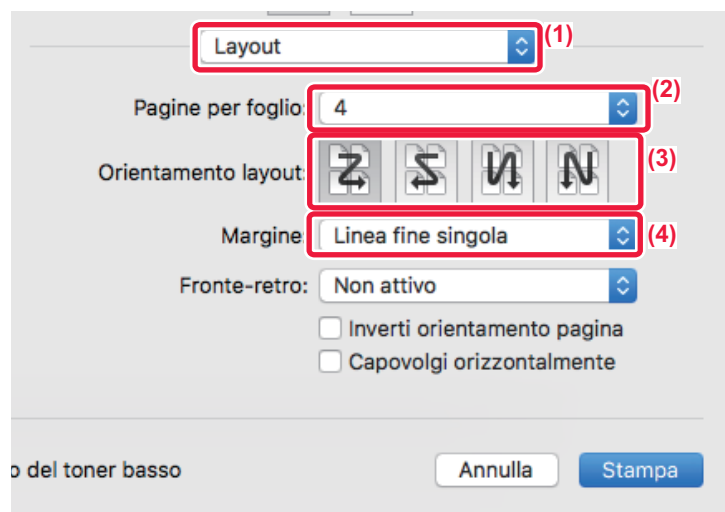 Layout (1)
Pagine per foglio: 4 (2)
Orientamento layout: (3)
Margine: Linea fine singola (4)
Fronte-retro: Non attivo
Inverti orientamento pagina
Capovolgi orizzontalmente
o del toner basso Annulla Stampa